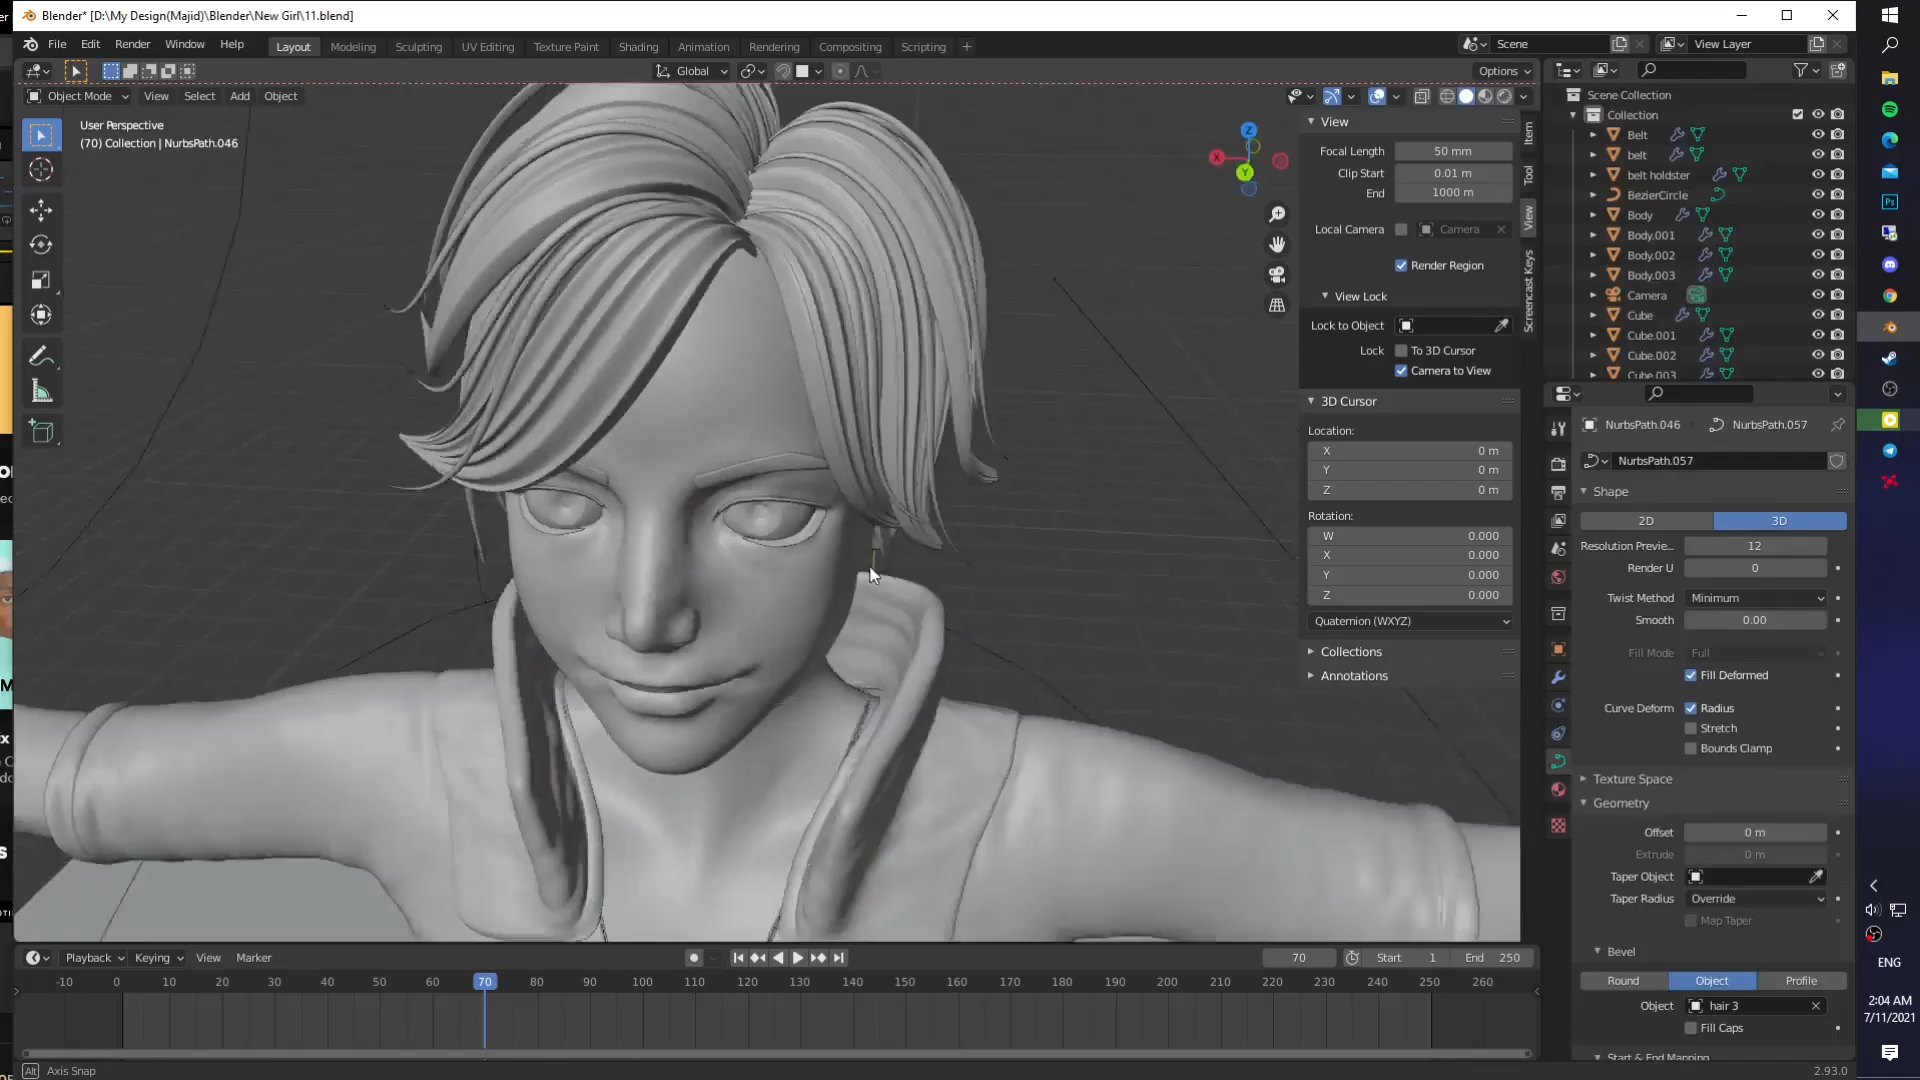 Blender* [D:\My Design(Majid)\Blender\New Girl\11.blend]
File Edit Render Window Help Layout Modeling Sculpting UV Editing Texture Paint Shading Animation Rendering Compositing Scripting + Scene View Layer
Global Options
Object Mode View Select Add Object
User Perspective
(70) Collection | NurbsPath.046
Z
X
Y
View
Focal Length 50 mm
Clip Start 0.01 m
End 1000 m
Local Camera Camera
Render Region
View Lock
Lock to Object
Lock To 3D Cursor
Camera to View
3D Cursor
Location:
X 0 m
Y 0 m
Z 0 m
Rotation:
W 0.000
X 0.000
Y 0.000
Z 0.000
Quaternion (WXYZ)
Collections
Annotations
Item
Tool
View
Screencast Keys
Scene Collection
Collection
Belt
belt
belt holdster
BezierCircle
Body
Body.001
Body.002
Body.003
Camera
Cube
Cube.001
Cube.002
Cube.003
NurbsPath.046 NurbsPath.057
NurbsPath.057
Shape
2D 3D
Resolution Previe... 12
Render U 0
Twist Method Minimum
Smooth 0.00
Fill Mode Full
Fill Deformed
Curve Deform Radius
Stretch
Bounds Clamp
Texture Space
Geometry
Offset 0 m
Extrude 0 m
Taper Object
Taper Radius Override
Map Taper
Bevel
Round Object Profile
Object hair 3
Fill Caps
Start & End Mapping
Playback Keying View Marker 70 Start 1 End 250
-10 0 10 20 30 40 50 60 70 80 90 100 110 120 130 140 150 160 170 180 190 200 210 220 230 240 250 260
Alt Axis Snap 2.93.0
Ps
ENG
2:04 AM
7/11/2021